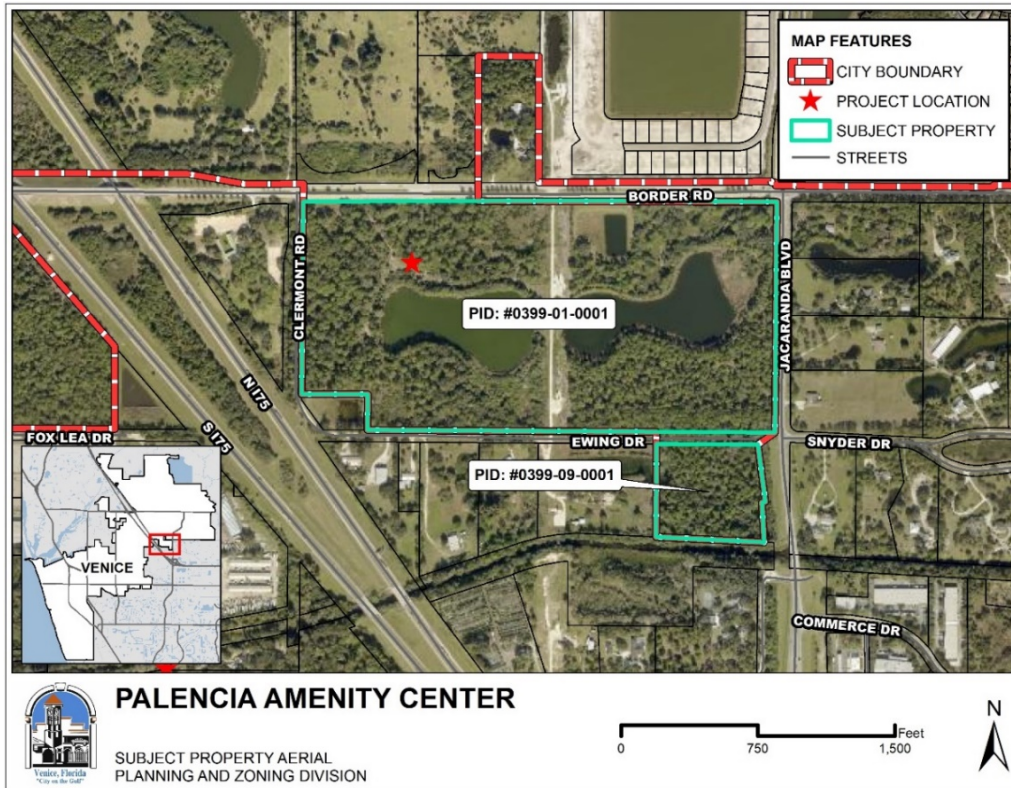 MAP FEATURES
CITY BOUNDARY
PROJECT LOCATION
SUBJECT PROPERTY
STREETS
BORDER RD
CLERMONT RD
PID: #0399-01-0001
JACARANDA BLVD
N I75
S I75
FOX LEA DR
EWING DR
SNYDER DR
PID: #0399-09-0001
VENICE
COMMERCE DR
PALENCIA AMENITY CENTER
SUBJECT PROPERTY AERIAL
PLANNING AND ZONING DIVISION
Venice, Florida
"City on the Gulf"
Feet
0 750 1,500
N